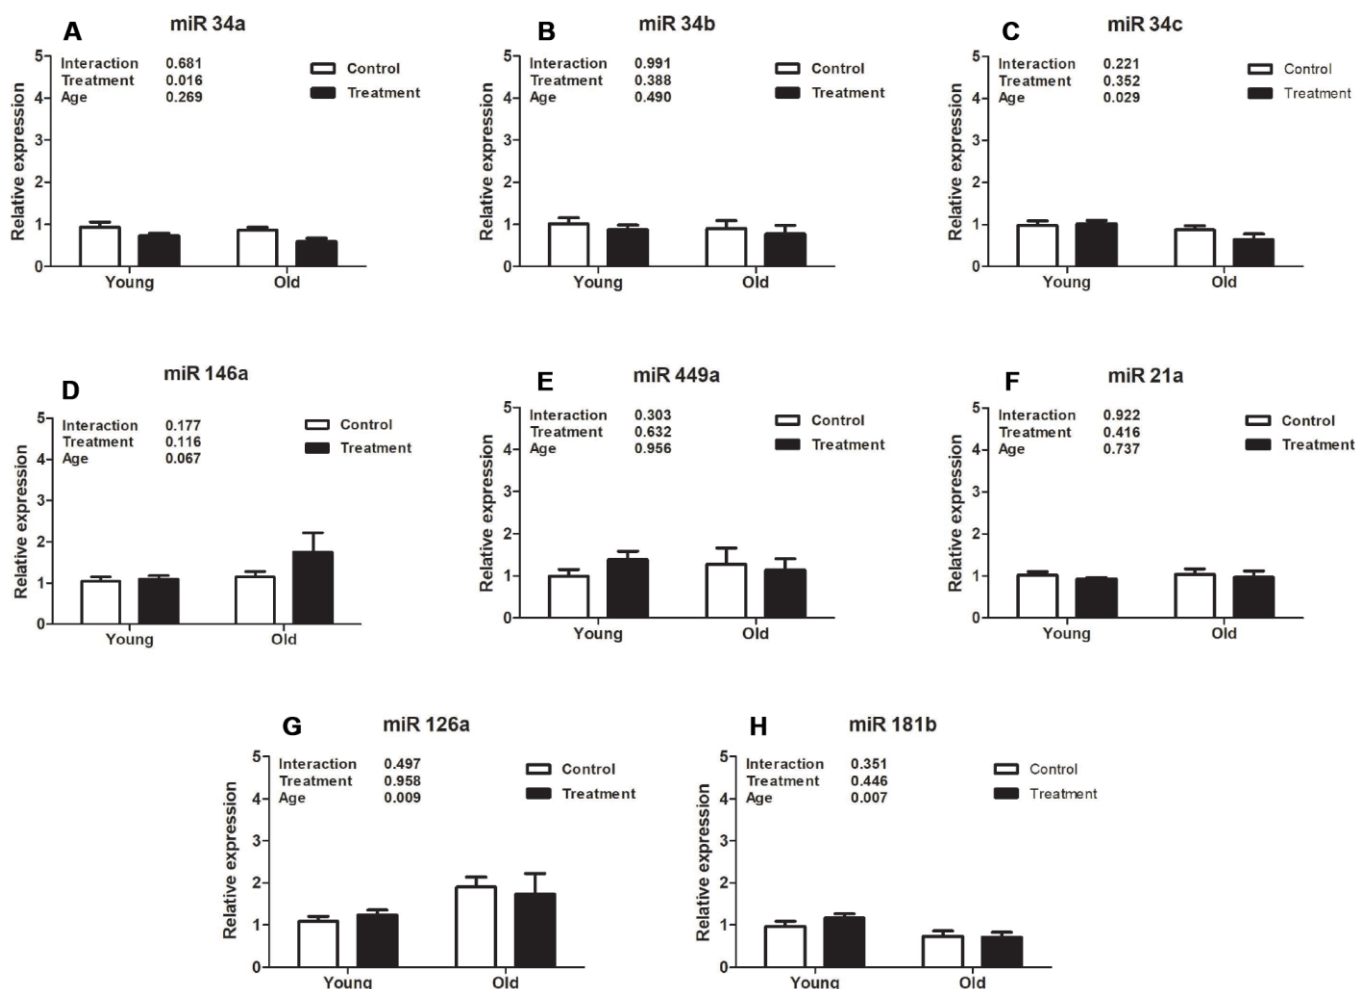 A miR 34a
Interaction 0.681
Treatment 0.016
Age 0.269
Control
Treatment
Relative expression
5
4
3
2
1
0
Young Old
B miR 34b
Interaction 0.991
Treatment 0.388
Age 0.490
Control
Treatment
Relative expression
5
4
3
2
1
0
Young Old
C miR 34c
Interaction 0.221
Treatment 0.352
Age 0.029
Control
Treatment
Relative expression
5
4
3
2
1
0
Young Old
D miR 146a
Interaction 0.177
Treatment 0.116
Age 0.067
Control
Treatment
Relative expression
5
4
3
2
1
0
Young Old
E miR 449a
Interaction 0.303
Treatment 0.632
Age 0.956
Control
Treatment
Relative expression
5
4
3
2
1
0
Young Old
F miR 21a
Interaction 0.922
Treatment 0.416
Age 0.737
Control
Treatment
Relative expression
5
4
3
2
1
0
Young Old
G miR 126a
Interaction 0.497
Treatment 0.958
Age 0.009
Control
Treatment
Relative expression
5
4
3
2
1
0
Young Old
H miR 181b
Interaction 0.351
Treatment 0.446
Age 0.007
Control
Treatment
Relative expression
5
4
3
2
1
0
Young Old